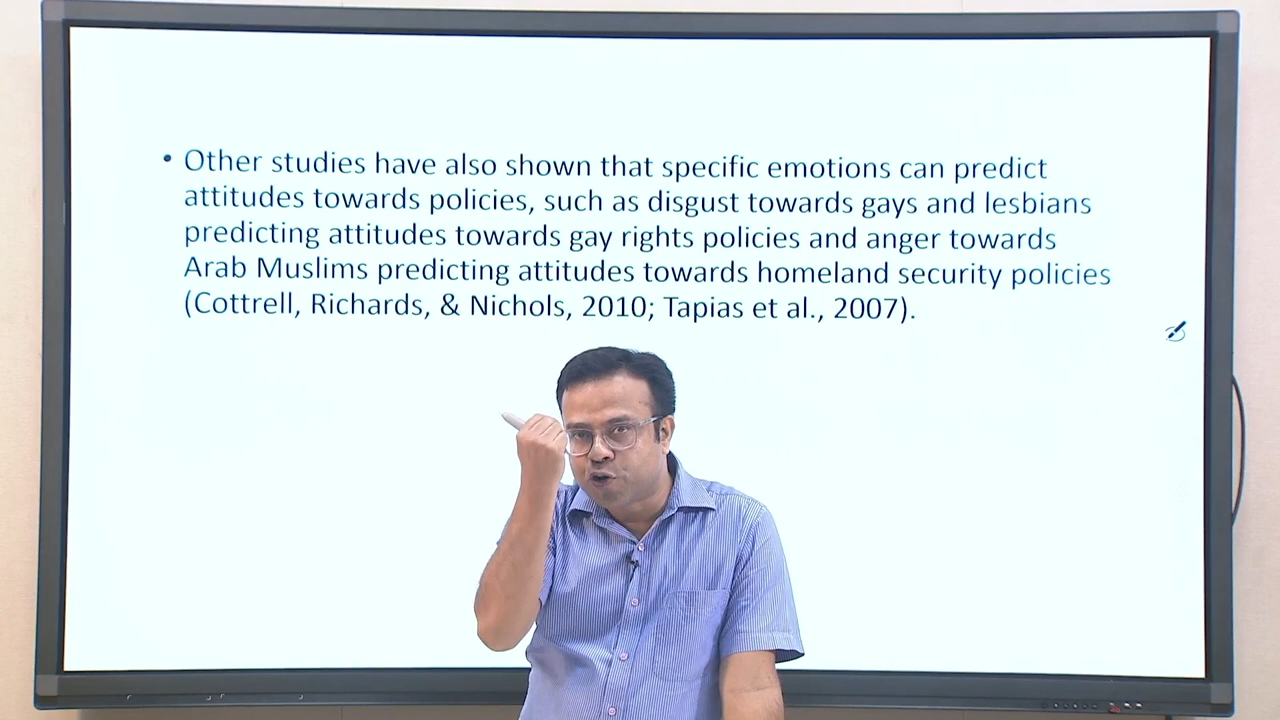 • Other studies have also shown that specific emotions can predict
attitudes towards policies, such as disgust towards gays and lesbians
predicting attitudes towards gay rights policies and anger towards
Arab Muslims predicting attitudes towards homeland security policies
(Cottrell, Richards, & Nichols, 2010; Tapias et al., 2007).